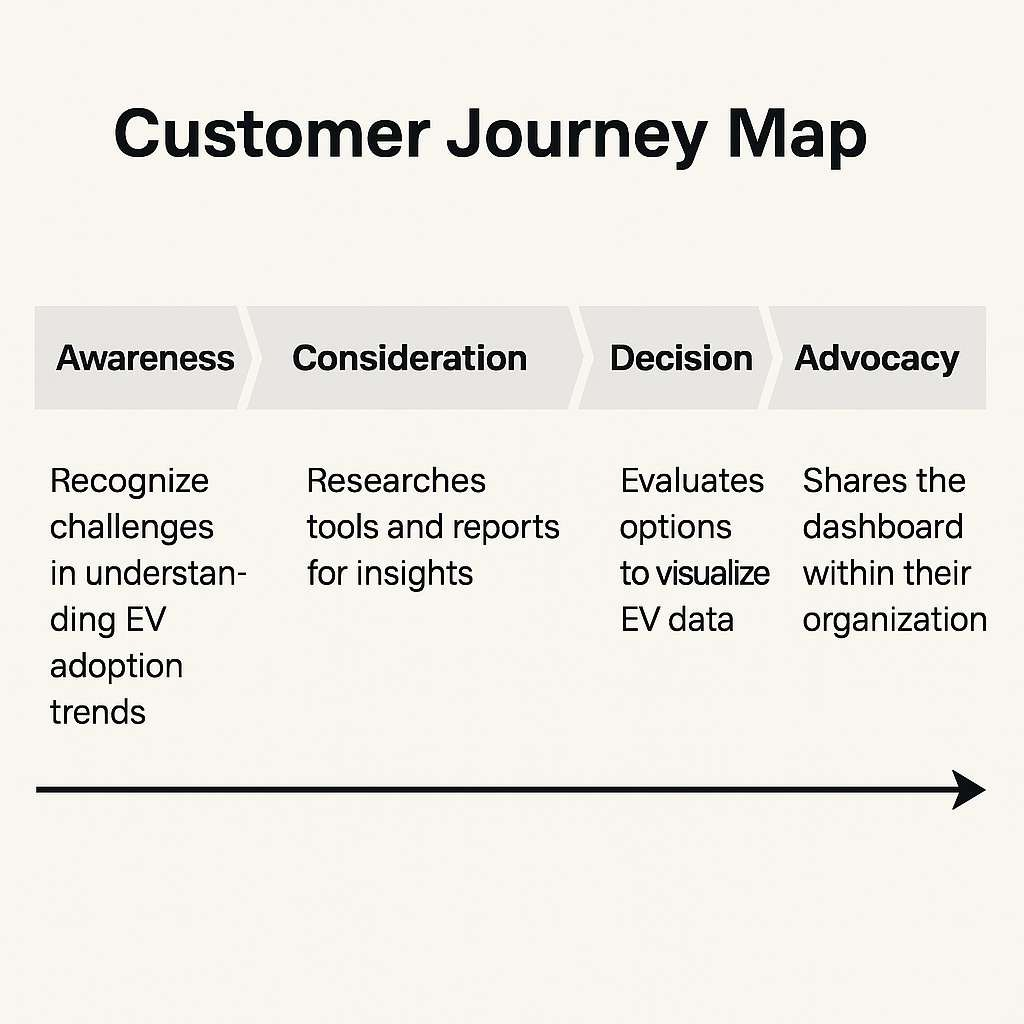 Customer Journey Map
Awareness
Consideration
Decision
Advocacy
Recognize
challenges
in understan-
ding EV
adoption
trends
Researches
tools and reports
for insights
Evaluates
options
to visualize
EV data
Shares the
dashboard
within their
organization